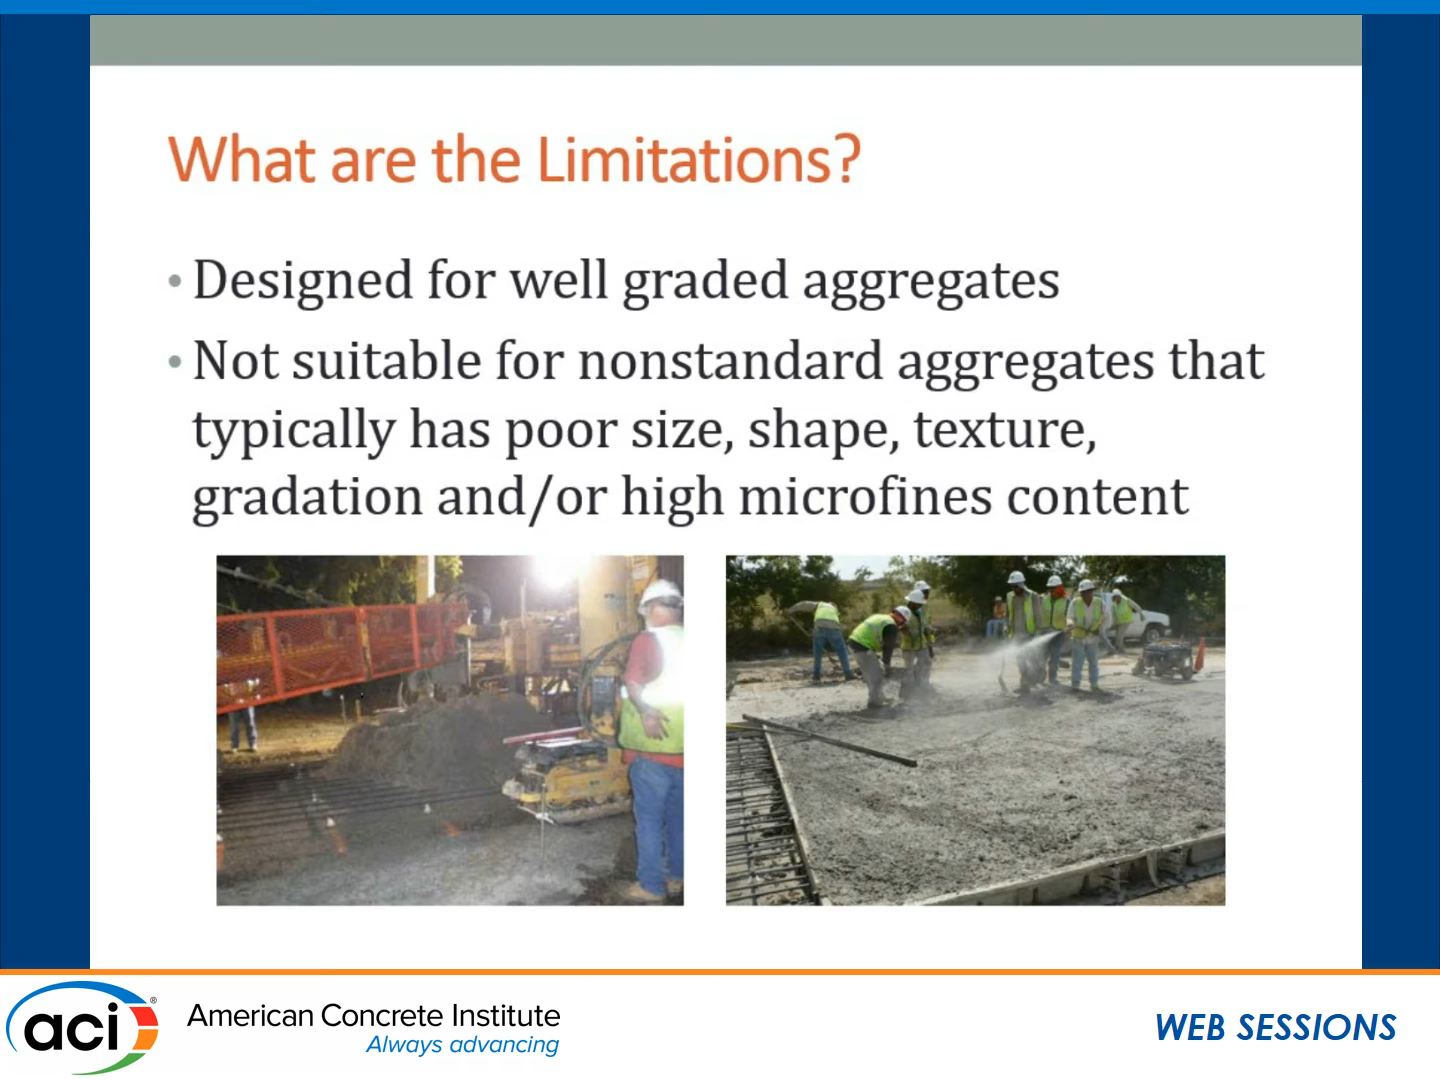 What are the Limitations?
• Designed for well graded aggregates
• Not suitable for nonstandard aggregates that
typically has poor size, shape, texture,
gradation and/or high microfines content
aci®
American Concrete Institute
Always advancing
WEB SESSIONS